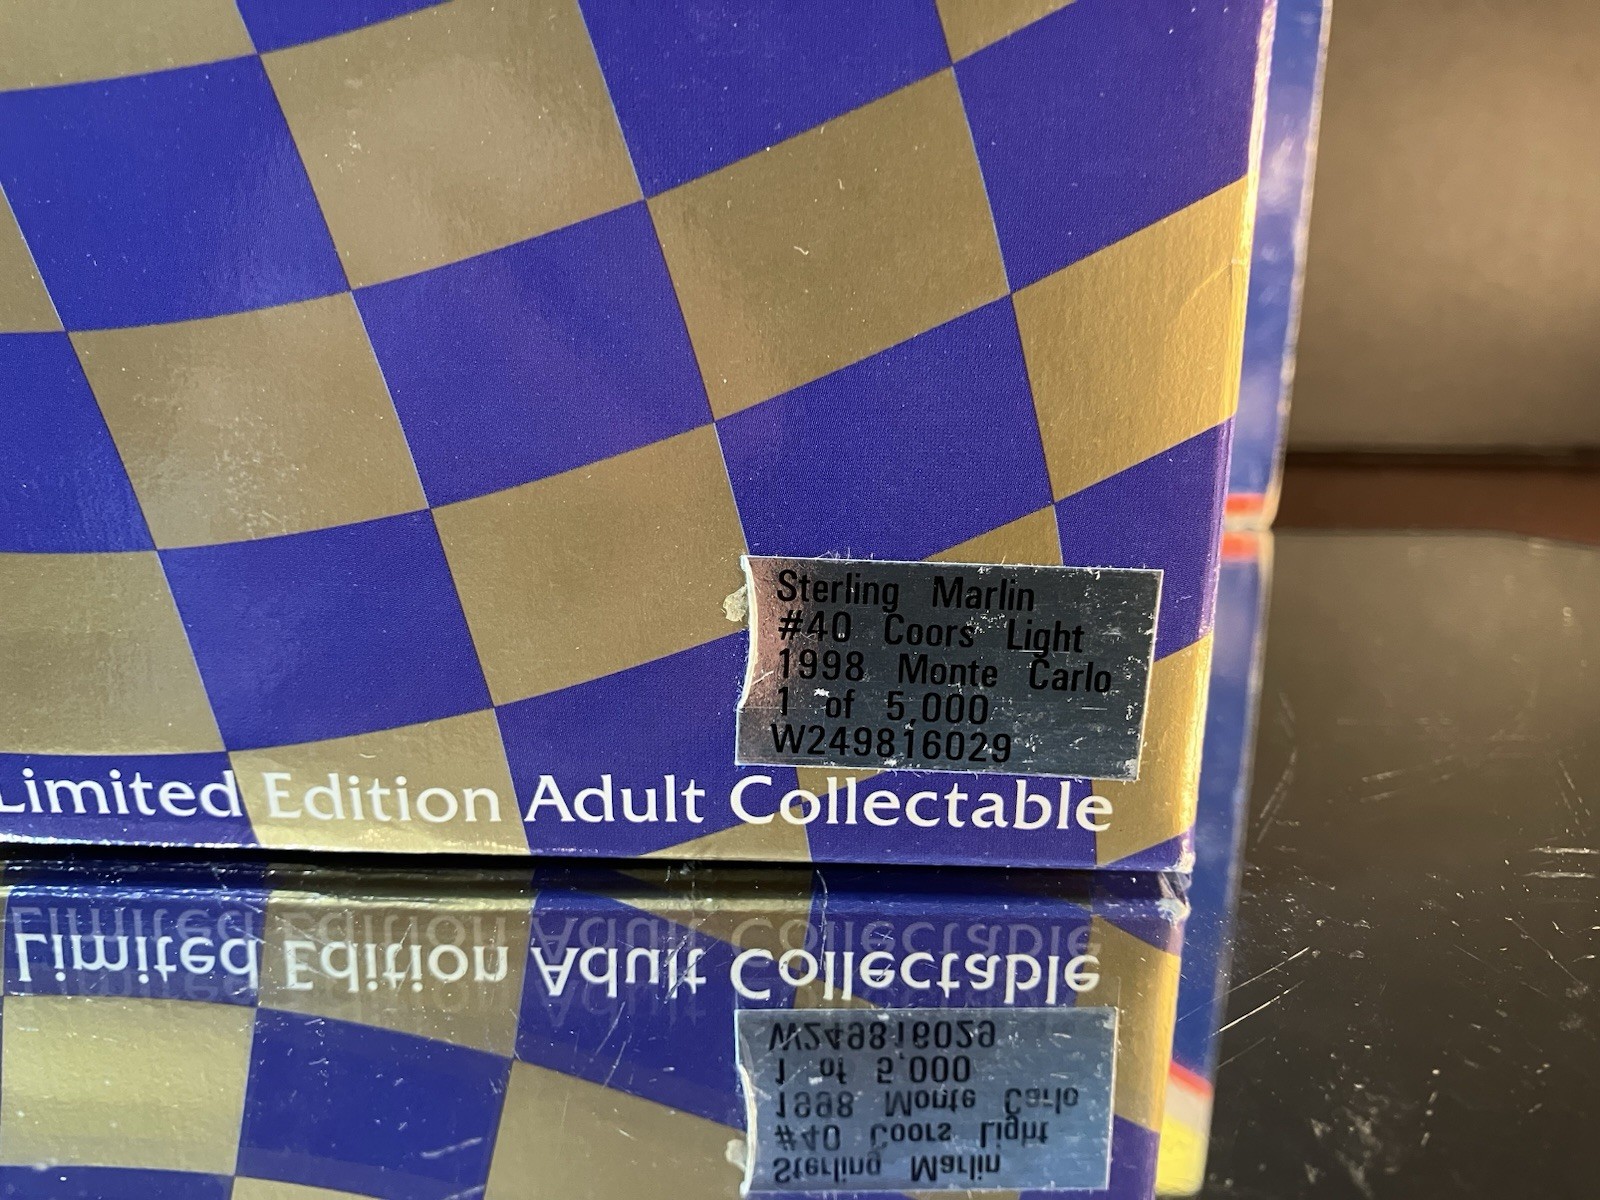 Sterling Marlin
#40 Coors Light
1998 Monte Carlo
1 of 5,000
W249816029
Limited Edition Adult Collectable